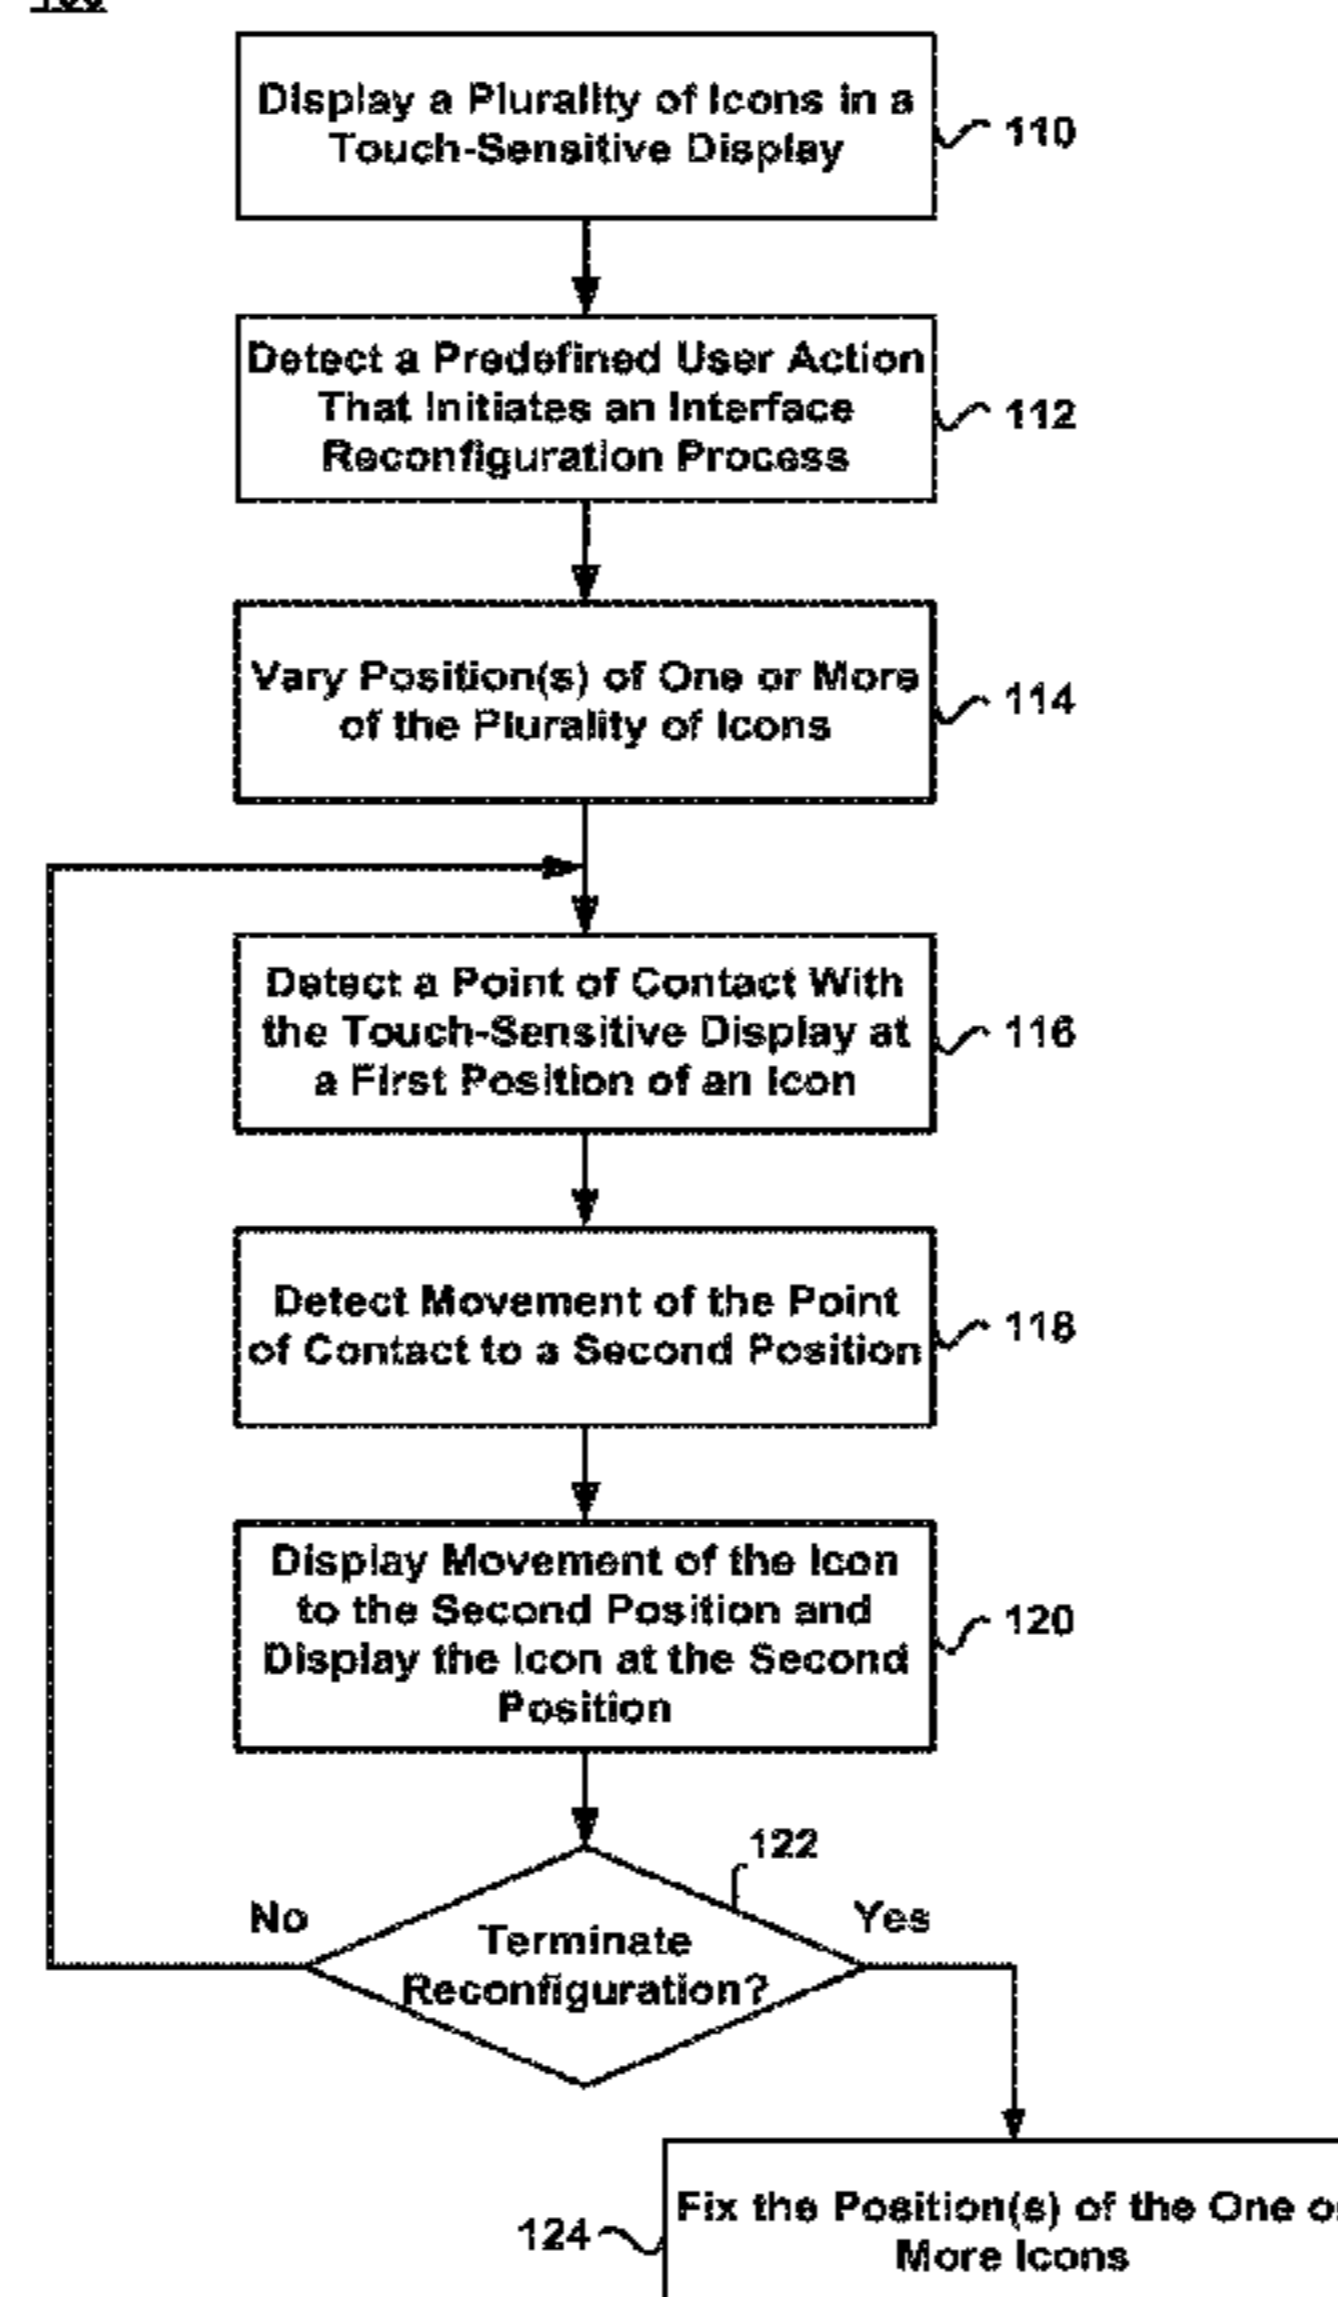 Display a Plurality of Icons in a
Touch-Sensitive Display
110
Detect a Predefined User Action
That Initiates an Interface
Reconfiguration Process
112
Vary Position(s) of One or More
of the Plurality of Icons
114
Detect a Point of Contact With
the Touch-Sensitive Display at
a First Position of an Icon
116
Detect Movement of the Point
of Contact to a Second Position
118
Display Movement of the Icon
to the Second Position and
Display the Icon at the Second
Position
120
122
No
Yes
Terminate
Reconfiguration?
Fix the Position(s) of the One
More Icons
124